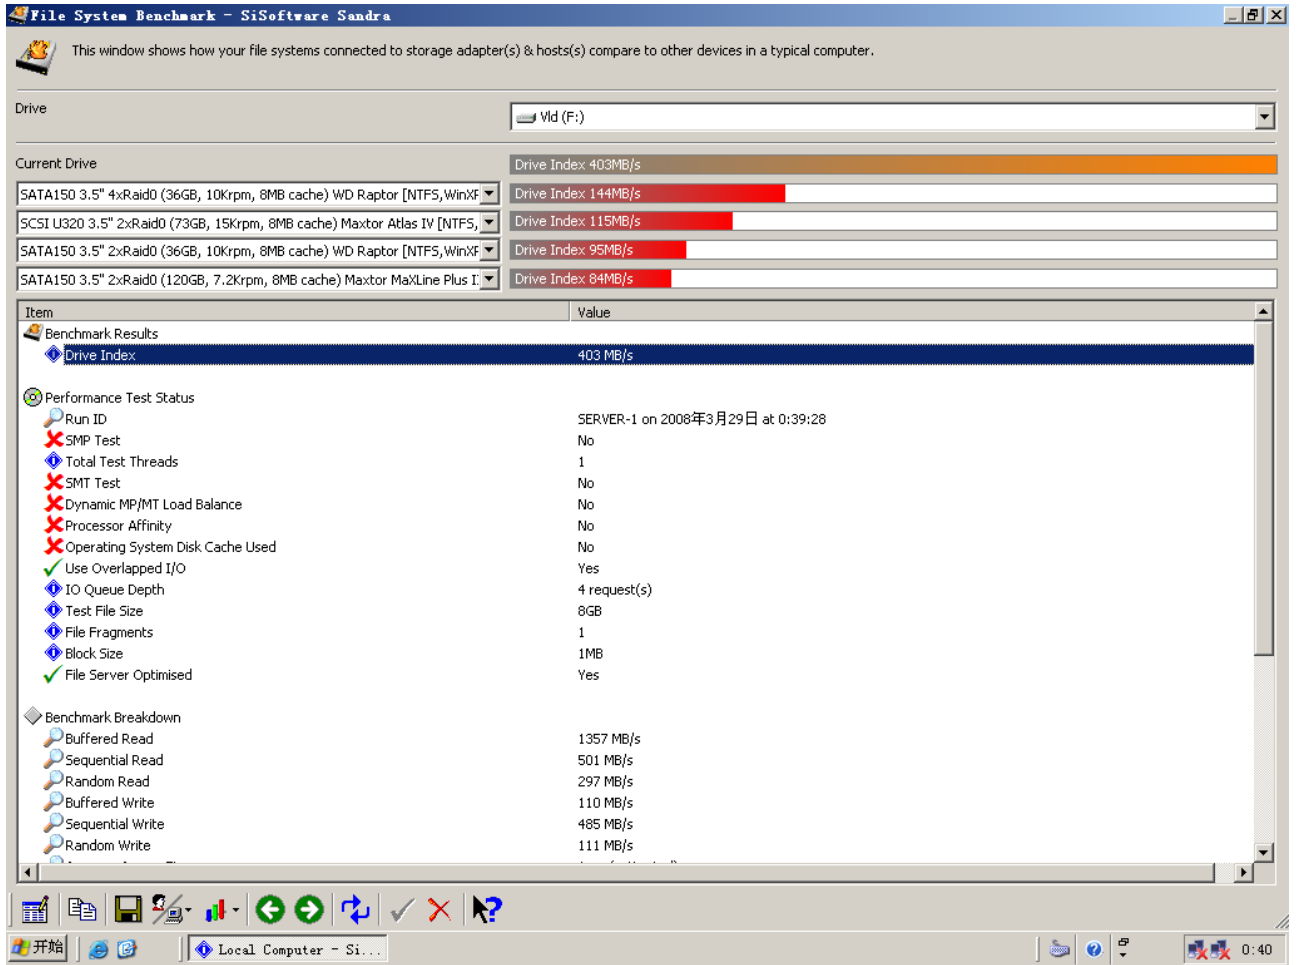 File System Benchmark - SiSoftware Sandra
This window shows how your file systems connected to storage adapter(s) & hosts(s) compare to other devices in a typical computer.
Drive
Vld (F:)
Current Drive
Drive Index 403MB/s
SATA150 3.5" 4xRaid0 (36GB, 10Krpm, 8MB cache) WD Raptor [NTFS,WinXP
Drive Index 144MB/s
SCSI U320 3.5" 2xRaid0 (73GB, 15Krpm, 8MB cache) Maxtor Atlas IV [NTFS,
Drive Index 115MB/s
SATA150 3.5" 2xRaid0 (36GB, 10Krpm, 8MB cache) WD Raptor [NTFS,WinXP
Drive Index 95MB/s
SATA150 3.5" 2xRaid0 (120GB, 7.2Krpm, 8MB cache) Maxtor MaXLine Plus I
Drive Index 84MB/s
Item Value
Benchmark Results
Drive Index 403 MB/s
Performance Test Status
Run ID SERVER-1 on 2008年3月29日 at 0:39:28
SMP Test No
Total Test Threads 1
SMT Test No
Dynamic MP/MT Load Balance No
Processor Affinity No
Operating System Disk Cache Used No
Use Overlapped I/O Yes
IO Queue Depth 4 request(s)
Test File Size 8GB
File Fragments 1
Block Size 1MB
File Server Optimised Yes
Benchmark Breakdown
Buffered Read 1357 MB/s
Sequential Read 501 MB/s
Random Read 297 MB/s
Buffered Write 110 MB/s
Sequential Write 485 MB/s
Random Write 111 MB/s
开始
Local Computer - Si...
0:40